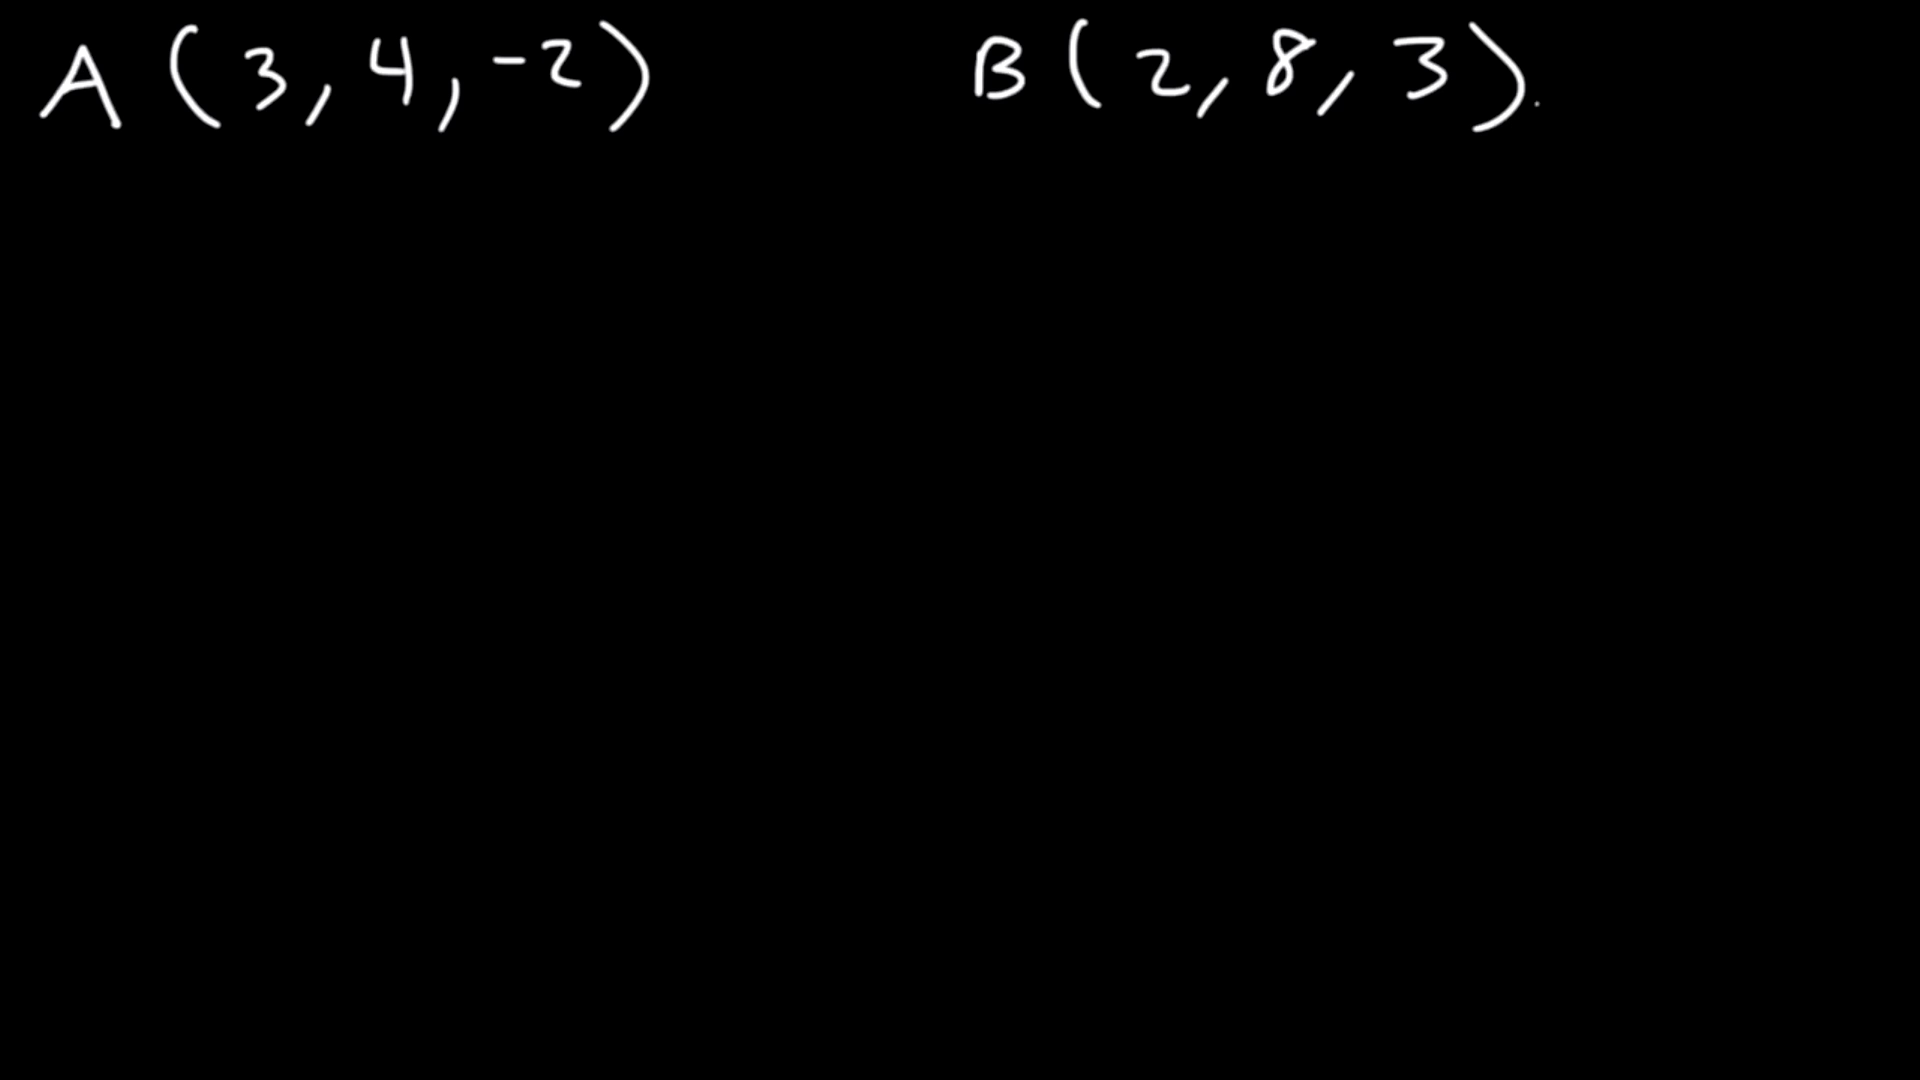 A (3, 4, -2) B (2, 8, 3).